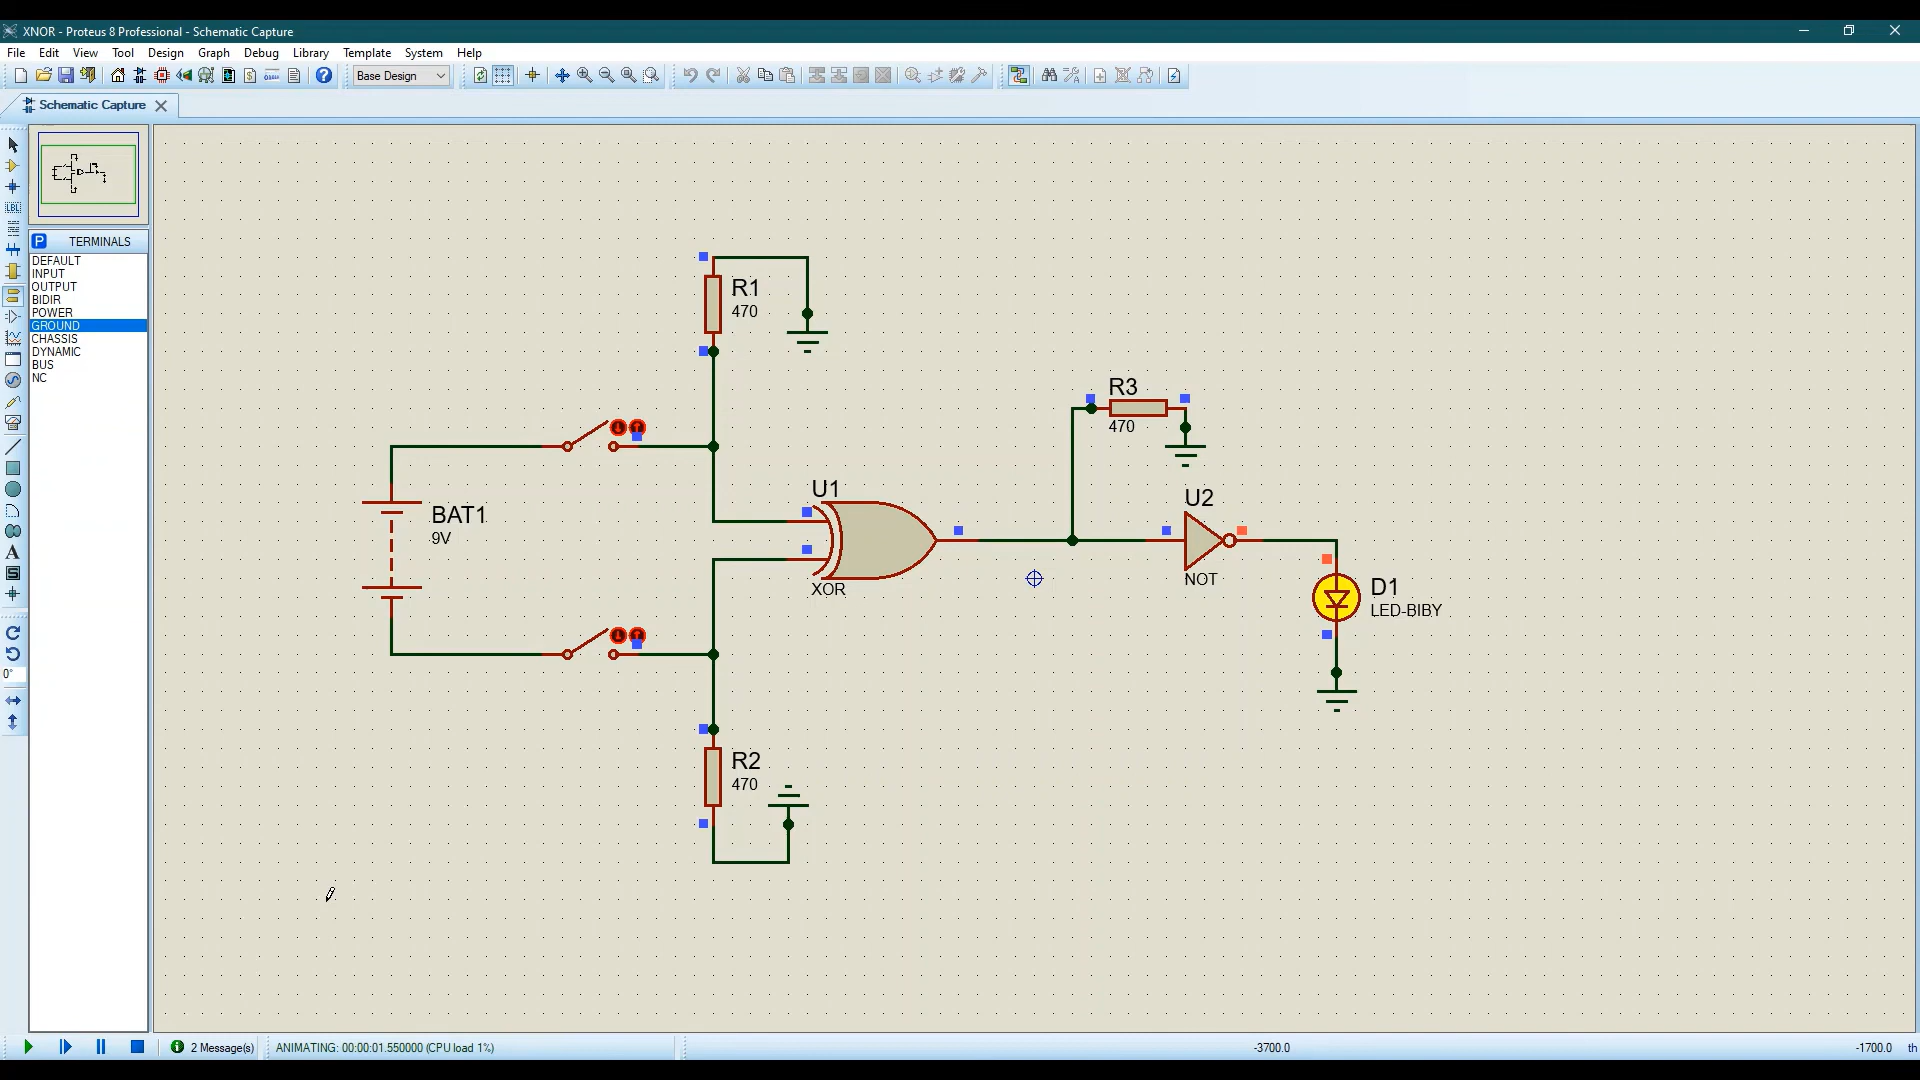 XNOR - Proteus 8 Professional - Schematic Capture
File Edit View Tool Design Graph Debug Library Template System Help
Base Design
Schematic Capture
LBL
P TERMINALS
DEFAULT
INPUT
OUTPUT
BIDIR
POWER
GROUND
CHASSIS
DYNAMIC
BUS
NC
A
S
0°
R1
470
R3
470
U1
U2
BAT1
9V
XOR
NOT
D1
LED-BIBY
R2
470
2 Message(s)
ANIMATING: 00:00:01.550000 (CPU load 1%)
-3700.0
-1700.0
th